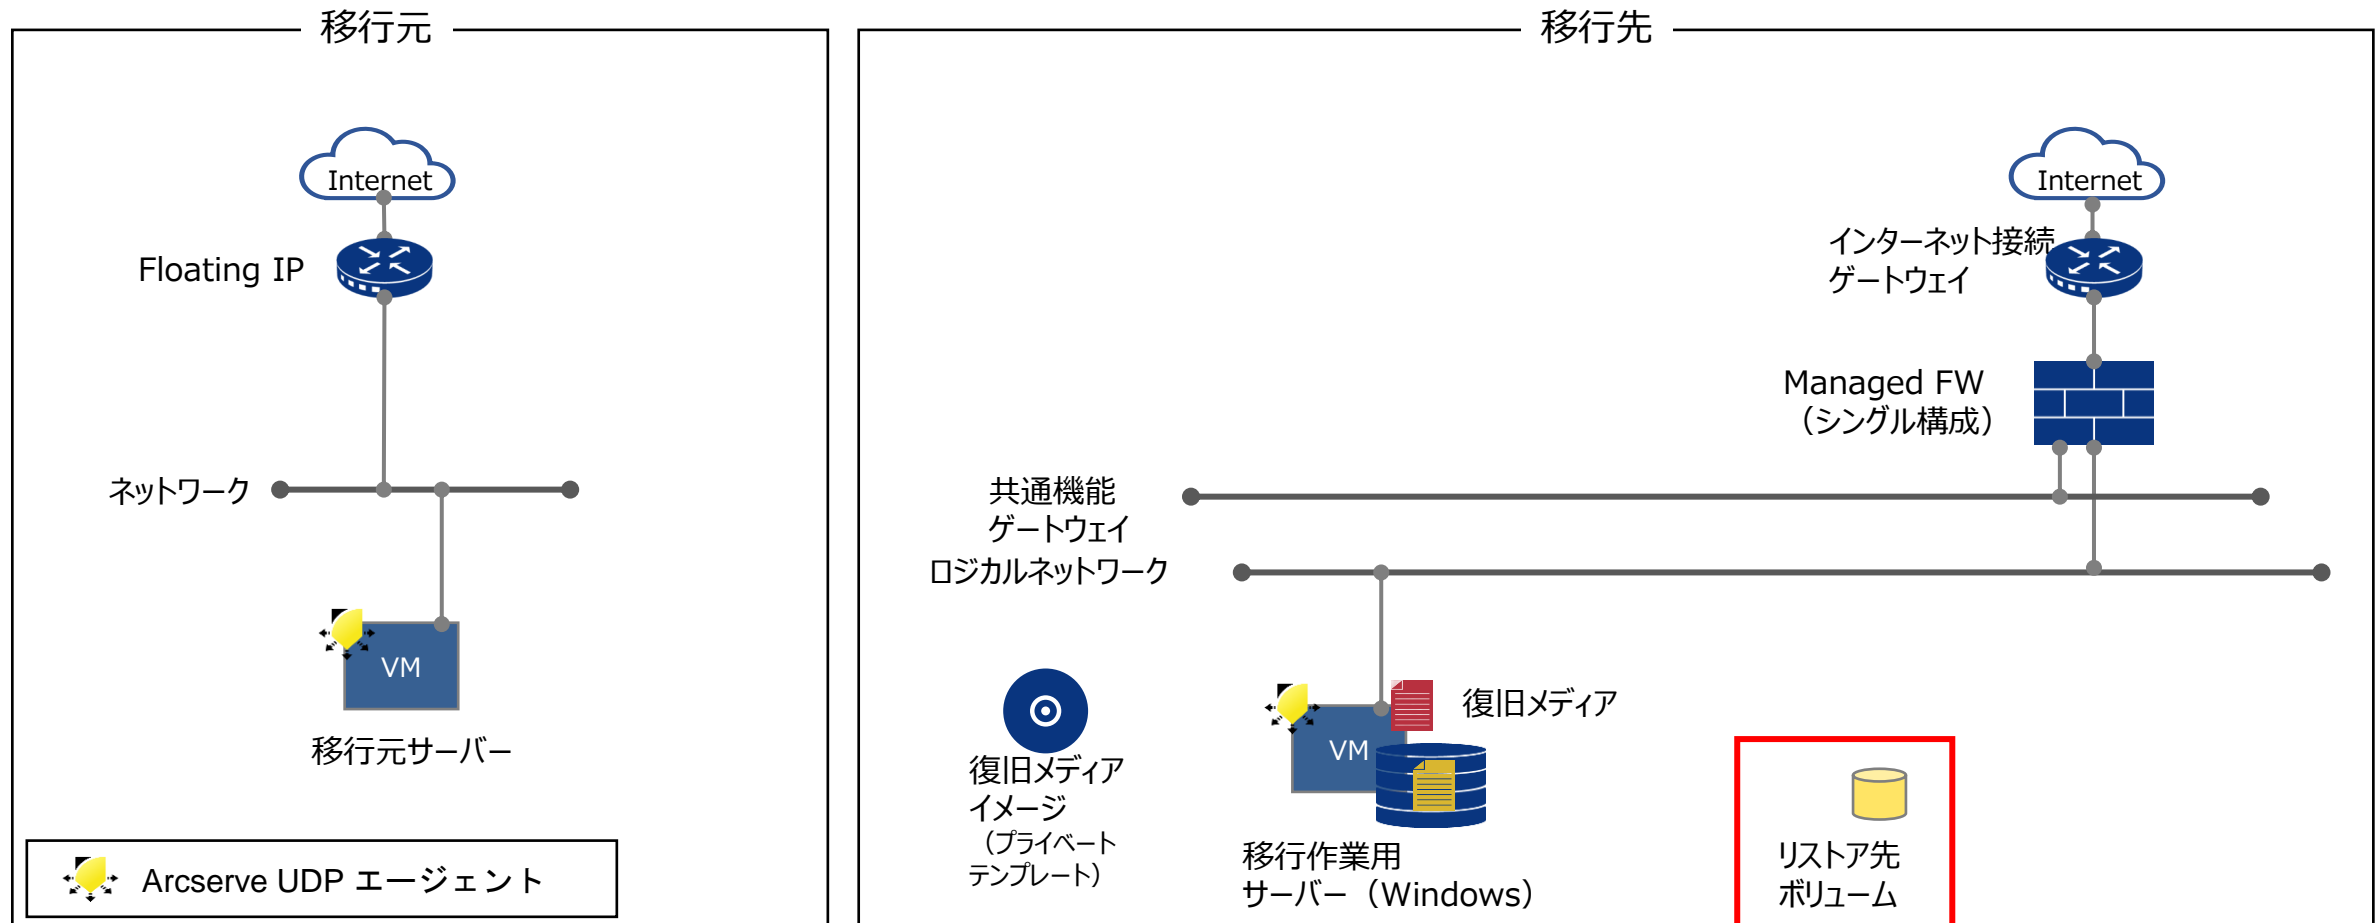 移行元
Internet
Floating IP
ネットワーク
VM
移行元サーバー
Arcserve UDP エージェント
移行先
Internet
インターネット接続
ゲートウェイ
Managed FW
（シングル構成）
共通機能
ゲートウェイ
ロジカルネットワーク
復旧メディア
VM
復旧メディア
イメージ
（プライベート
テンプレート）
移行作業用
サーバー（Windows）
リストア先
ボリューム